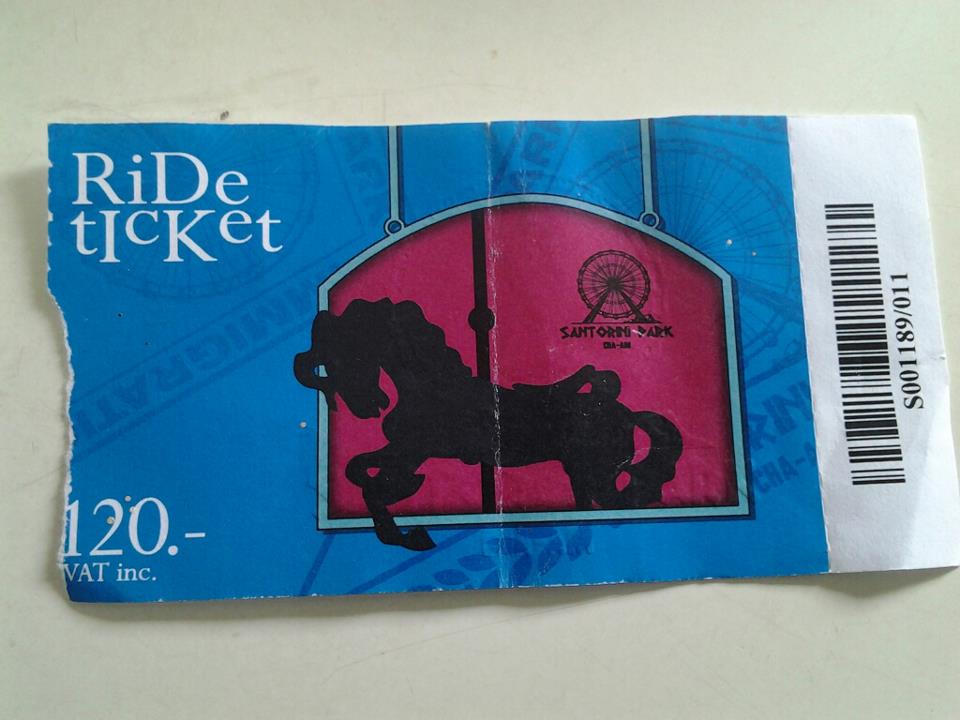 RiDe
tIcKet
SANTORINI PARK
CHA-AM
120.-
VAT inc.
S001189/011